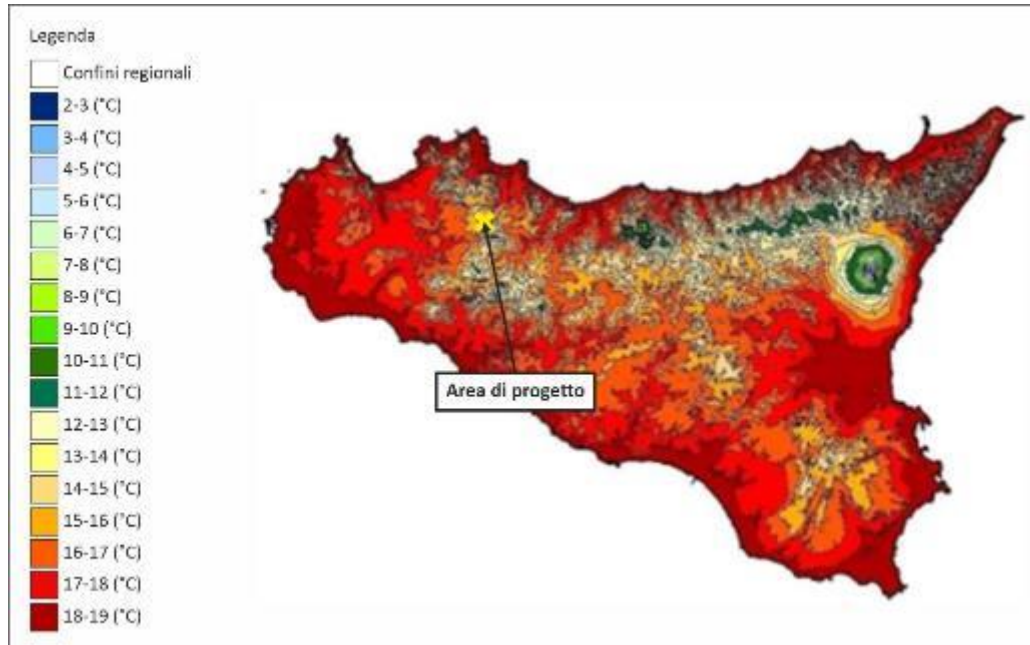 Legenda
Confini regionali
2-3 (°C)
3-4 (°C)
4-5 (°C)
5-6 (°C)
6-7 (°C)
7-8 (°C)
8-9 (°C)
9-10 (°C)
10-11 (°C)
11-12 (°C)
12-13 (°C)
13-14 (°C)
14-15 (°C)
15-16 (°C)
16-17 (°C)
17-18 (°C)
18-19 (°C)
Area di progetto